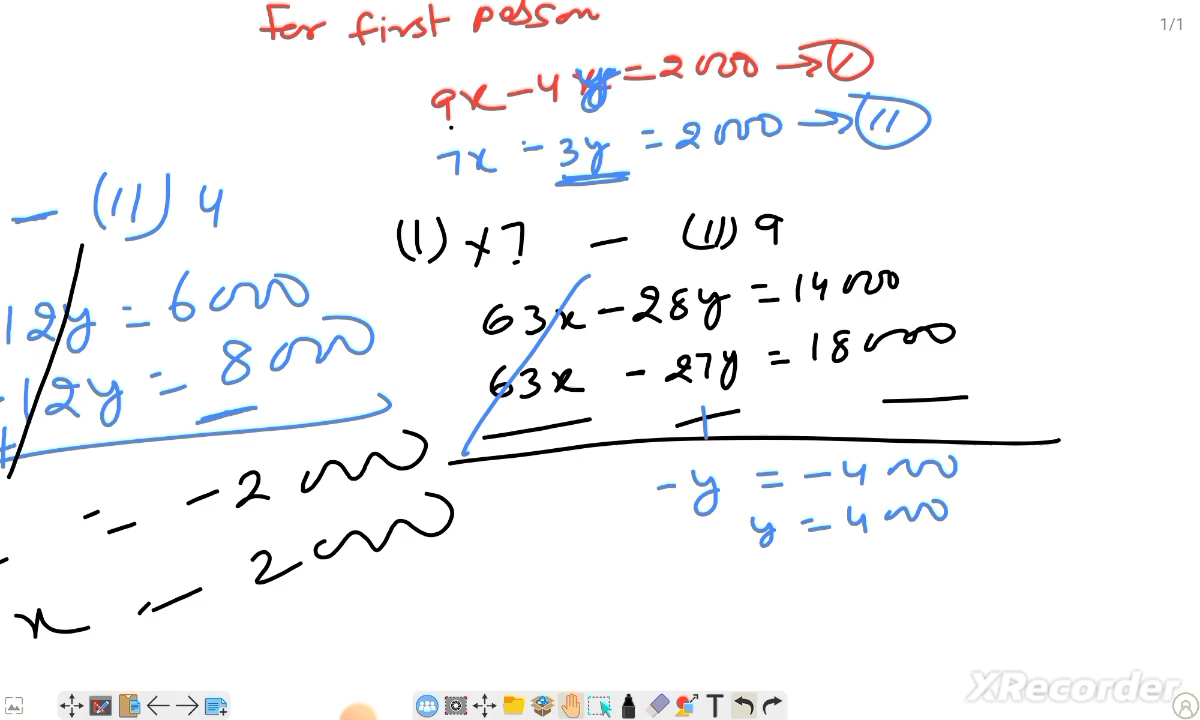 For first person
1/1
9x - 4y = 2000 → (I)
7x - 3y = 2000 → (II)
- (II) 4
(I) x 7 - (II) 9
12y = 6000
63x - 28y = 14000
12y = 8000
63x - 27y = 18000
- + -
= -2000
-y = -4000
y = 4000
x = 2000
T
XRecorder